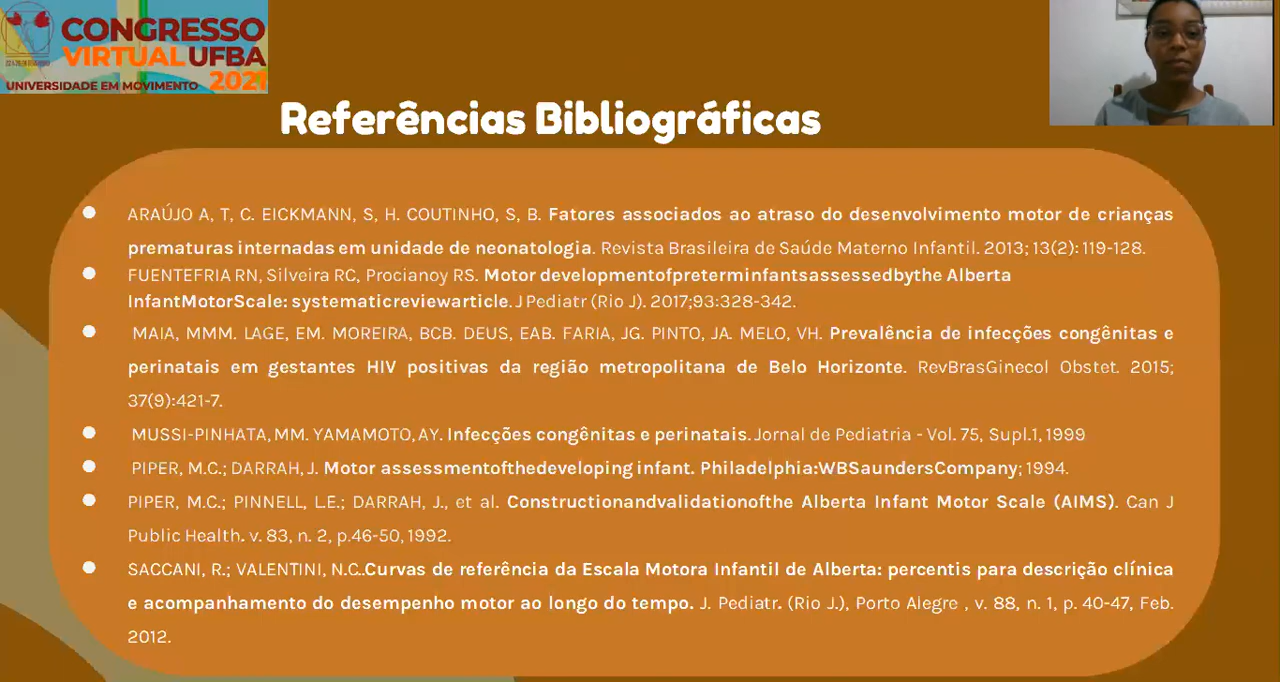 CONGRESSO
VIRTUAL UFBA
UNIVERSIDADE EM MOVIMENTO 2021
Referências Bibliográficas
ARAÚJO A, T, C. EICKMANN, S, H. COUTINHO, S, B. Fatores associados ao atraso do desenvolvimento motor de crianças
prematuras internadas em unidade de neonatologia. Revista Brasileira de Saúde Materno Infantil. 2013; 13(2): 119-128.
FUENTEFRIA RN, Silveira RC, Procianoy RS. Motor developmentofpreterminfantsassessedbythe Alberta
InfantMotorScale: systematicreviewarticle. J Pediatr (Rio J). 2017;93:328-342.
MAIA, MMM. LAGE, EM. MOREIRA, BCB. DEUS, EAB. FARIA, JG. PINTO, JA. MELO, VH. Prevalência de infecções congênitas e
perinatais em gestantes HIV positivas da região metropolitana de Belo Horizonte. RevBrasGinecol Obstet. 2015;
37(9):421-7.
MUSSI-PINHATA, MM. YAMAMOTO, AY. Infecções congênitas e perinatais. Jornal de Pediatria - Vol. 75, Supl.1, 1999
PIPER, M.C.; DARRAH, J. Motor assessmentofthedeveloping infant. Philadelphia:WBSaundersCompany; 1994.
PIPER, M.C.; PINNELL, L.E.; DARRAH, J., et al. Constructionandvalidationofthe Alberta Infant Motor Scale (AIMS). Can J
Public Health. v. 83, n. 2, p.46-50, 1992.
SACCANI, R.; VALENTINI, N.C..Curvas de referência da Escala Motora Infantil de Alberta: percentis para descrição clínica
e acompanhamento do desempenho motor ao longo do tempo. J. Pediatr. (Rio J.), Porto Alegre , v. 88, n. 1, p. 40-47, Feb.
2012.